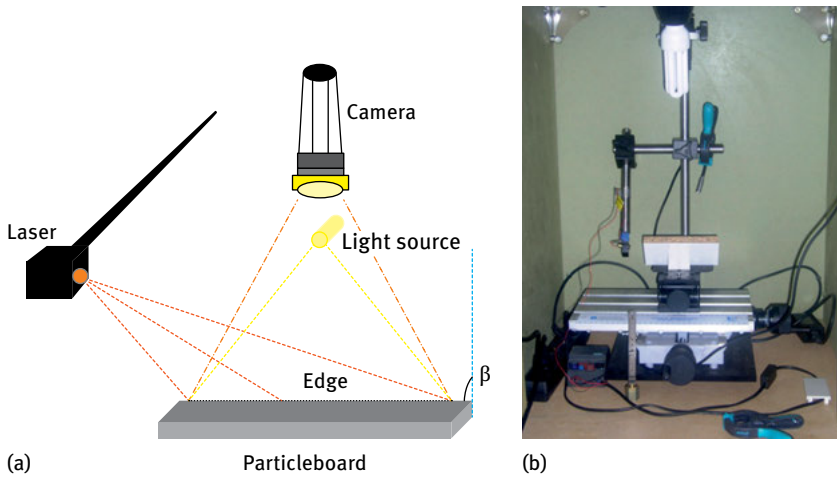 Camera
Laser
Light source
Edge
β
(a)
Particleboard
(b)